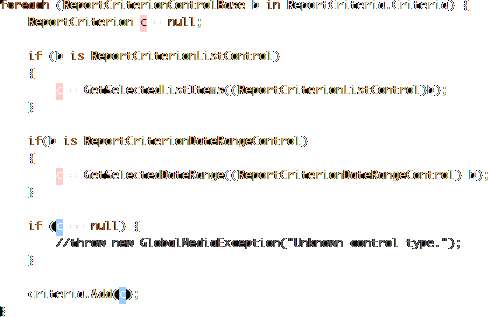 foreach (ReportCriterionControlBase b in ReportCriteria.Criteria) {
ReportCriterion c = null;
if (b is ReportCriterionListControl)
{
c = GetSelectedListItems((ReportCriterionListControl)b);
}
if(b is ReportCriterionDateRangeControl)
{
c = GetSelectedDateRange((ReportCriterionDateRangeControl) b);
}
if (c == null) {
//throw new GlobalMediaException("Unknown control type.");
}
criteria.Add(c);
}